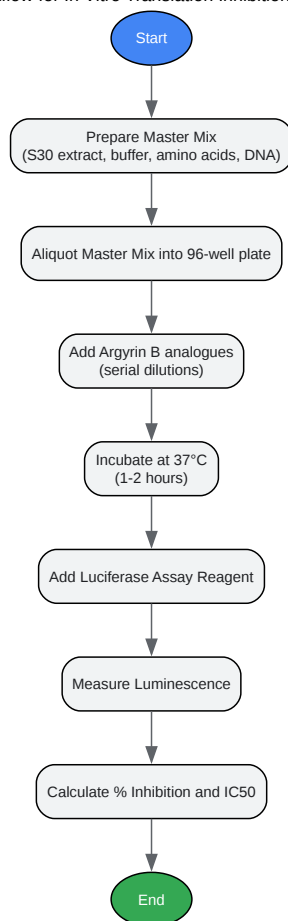 Start
Prepare Master Mix
(S30 extract, buffer, amino acids, DNA)
Aliquot Master Mix into 96-well plate
Add Argyrin B analogues
(serial dilutions)
Incubate at 37°C
(1-2 hours)
Add Luciferase Assay Reagent
Measure Luminescence
Calculate % Inhibition and IC50
End